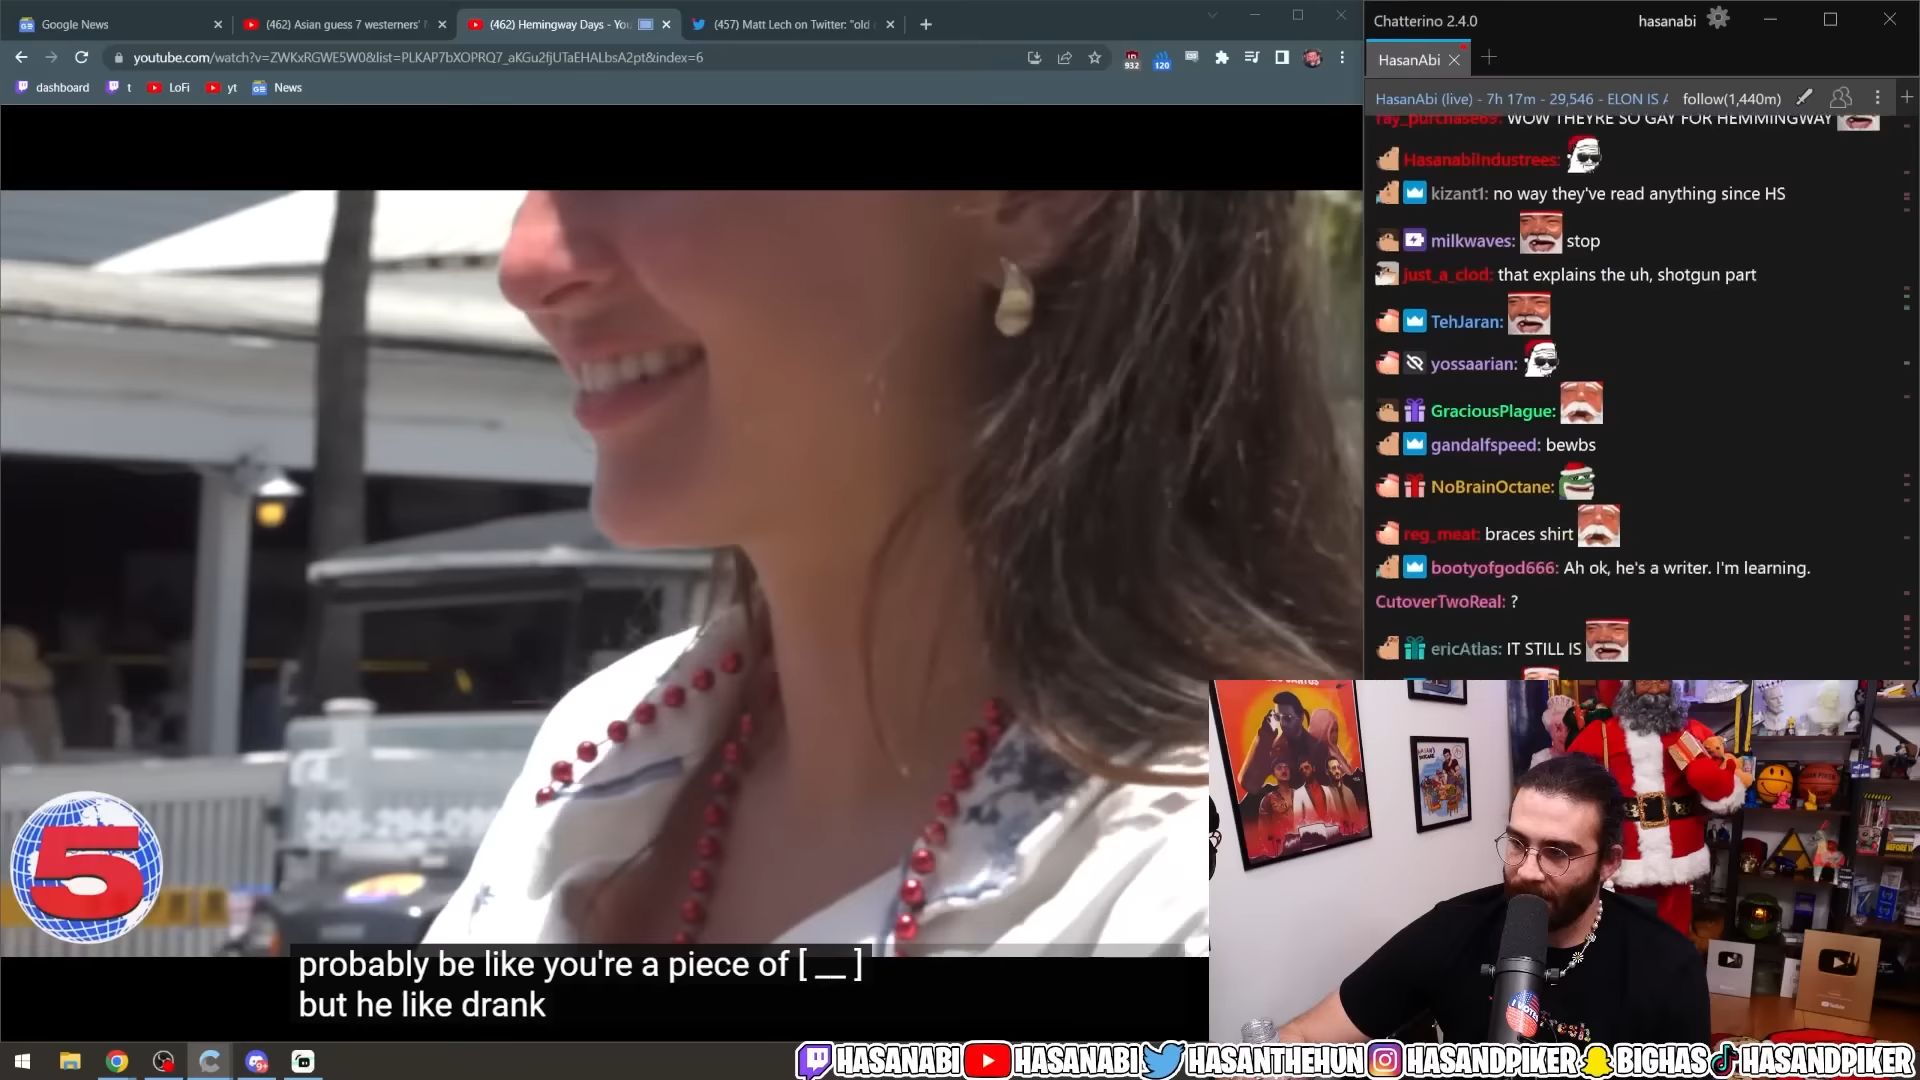 Google News
(462) Asian guess 7 westerners'
(462) Hemingway Days - You
(457) Matt Lech on Twitter: "old
youtube.com/watch?v=ZWKxRGWE5W0&list=PLKAP7bXOPRQ7_aKGu2fjUTaEHALbsA2pt&index=6
932
120
dashboard
t
LoFi
yt
News
Chatterino 2.4.0
hasanabi
HasanAbi
HasanAbi (live) - 7h 17m - 29,546 - ELON IS
follow(1,440m)
ray_purchase69: WOW THEYRE SO GAY FOR HEMMINGWAY
HasanabiIndustrees:
kizant1: no way they've read anything since HS
milkwaves: stop
just_a_clod: that explains the uh, shotgun part
TehJaran:
yossaarian:
GraciousPlague:
gandalfspeed: bewbs
NoBrainOctane:
reg_meat: braces shirt
bootyofgod666: Ah ok, he's a writer. I'm learning.
CutoverTwoReal: ?
ericAtlas: IT STILL IS
5
probably be like you're a piece of [ __ ]
but he like drank
HASANABI HASANABI HASANTHEHUN HASANDPIKER BIGHAS HASANDPIKER